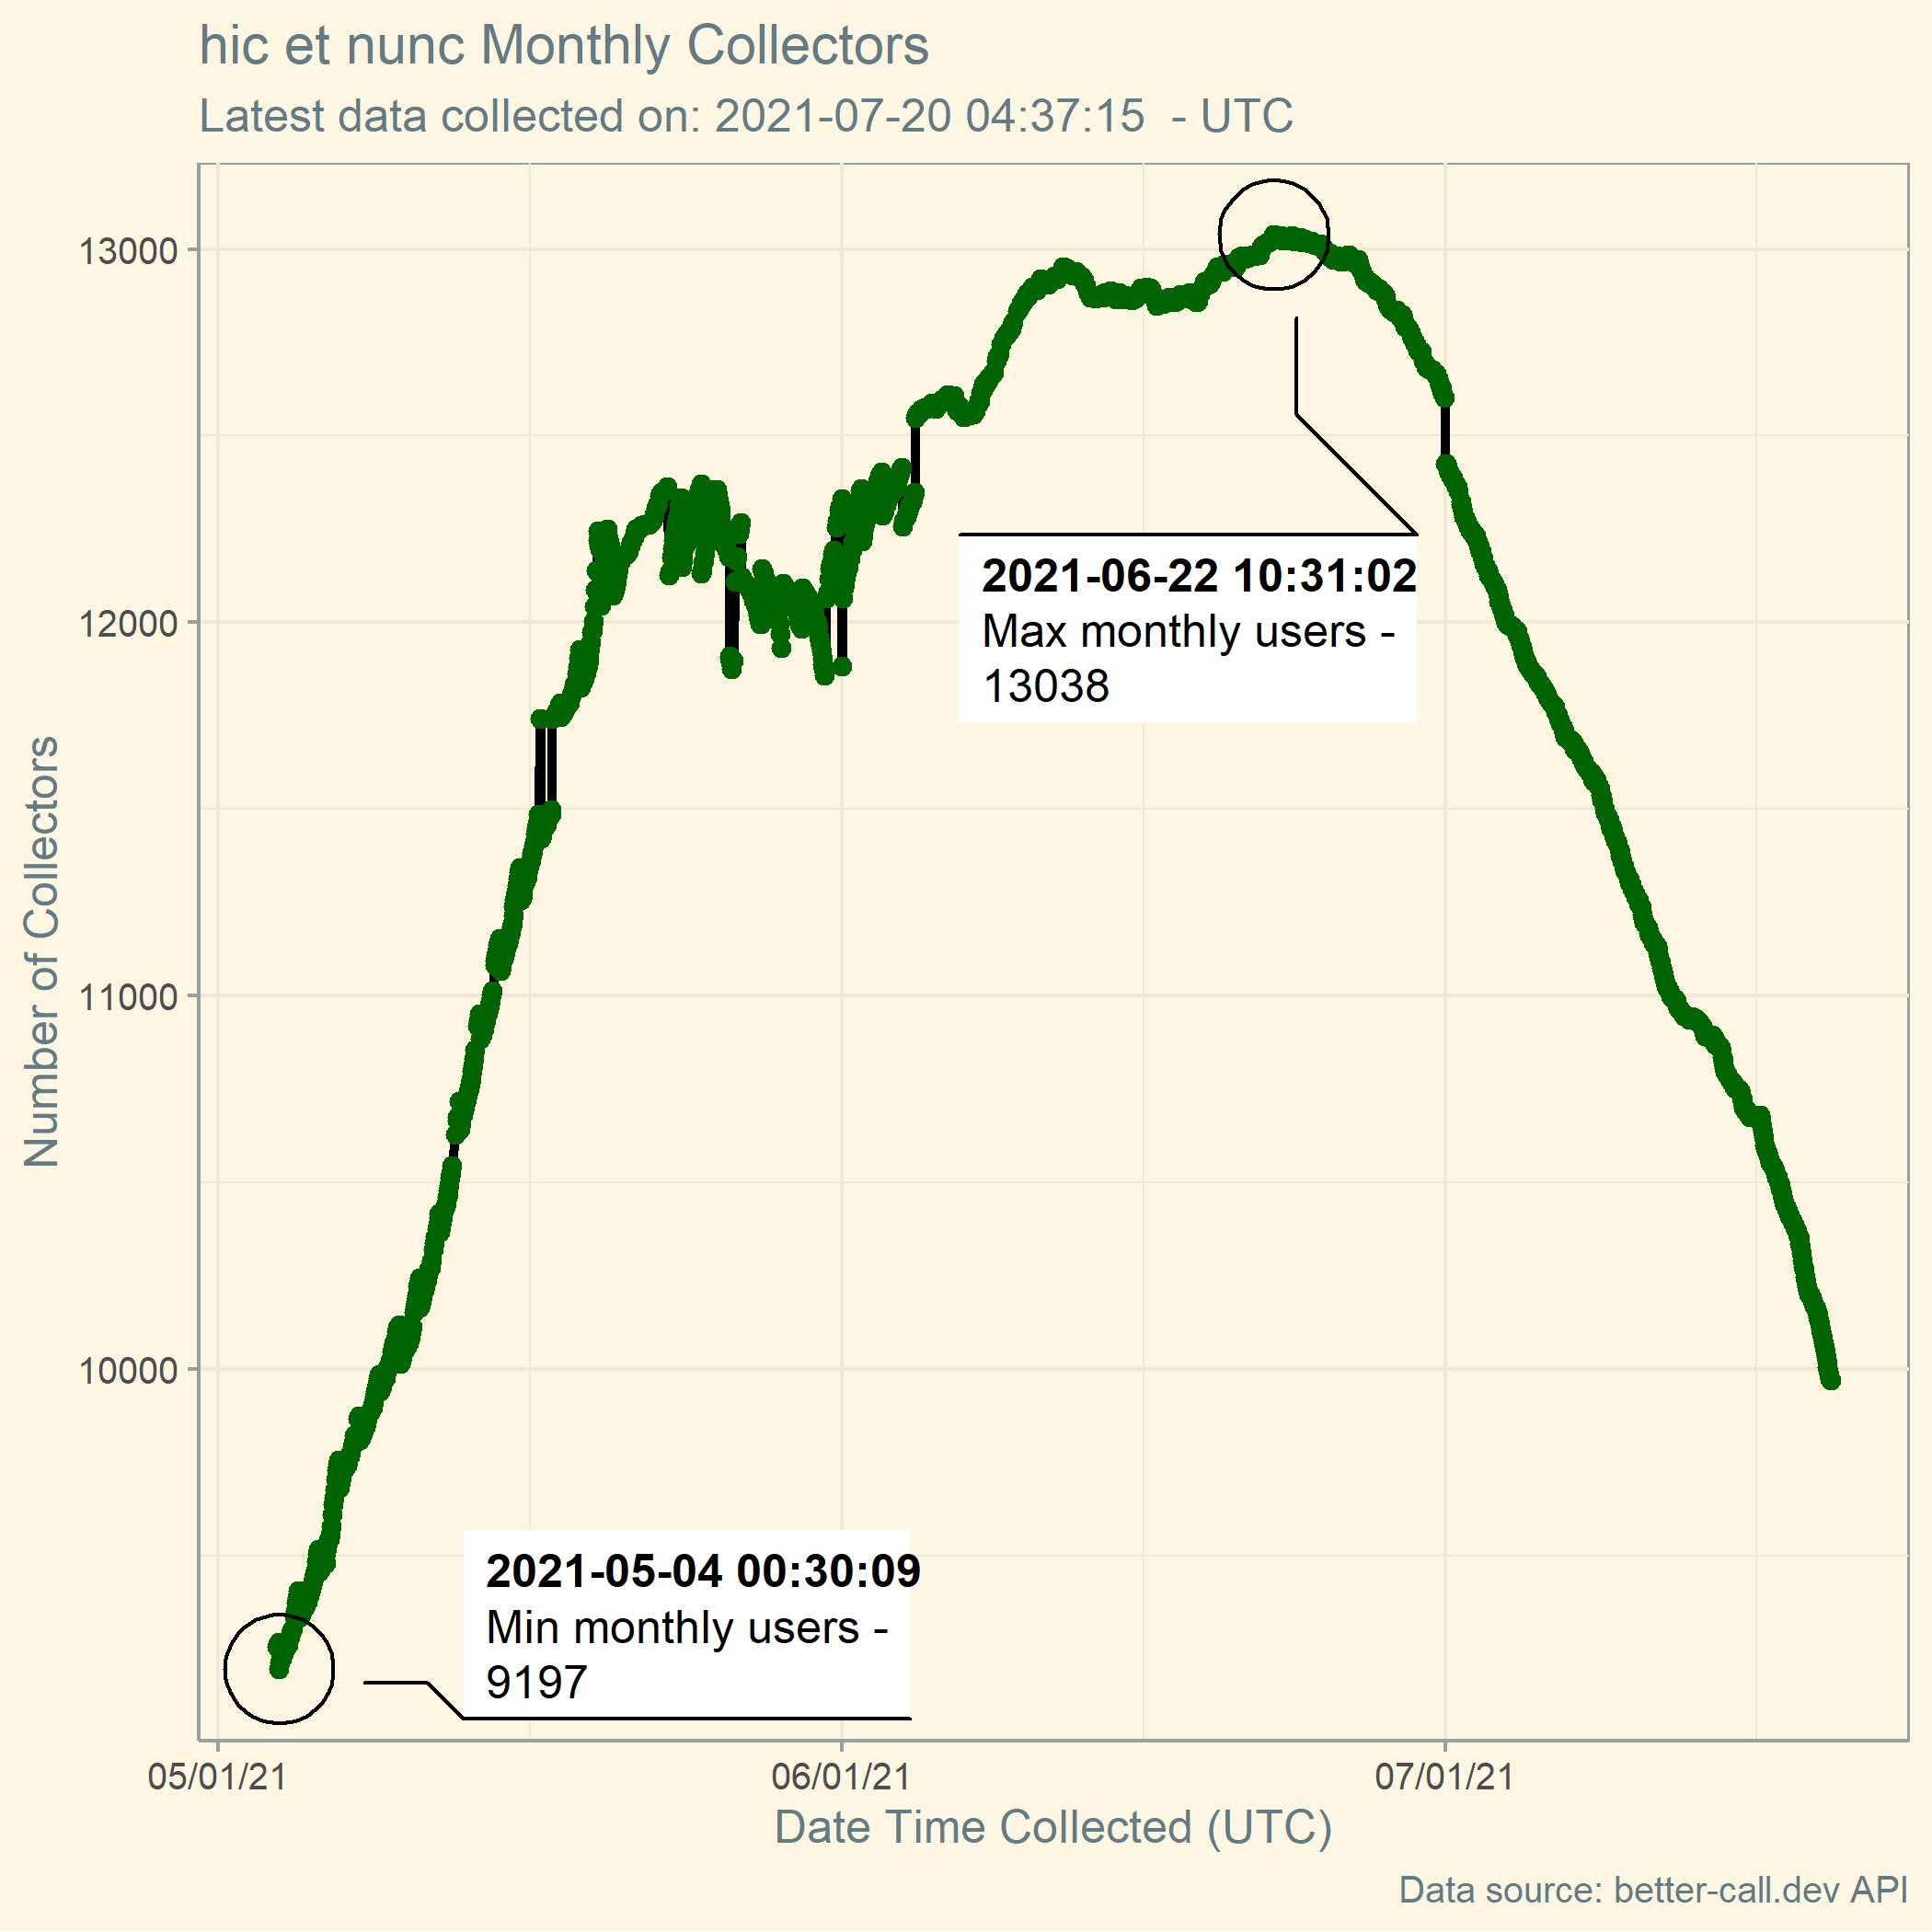 hic et nunc Monthly Collectors
Latest data collected on: 2021-07-20 04:37:15  - UTC
Number of Collectors
13000
12000
11000
10000
2021-06-22 10:31:02
Max monthly users -
13038
2021-05-04 00:30:09
Min monthly users -
9197
05/01/21
06/01/21
07/01/21
Date Time Collected (UTC)
Data source: better-call.dev API